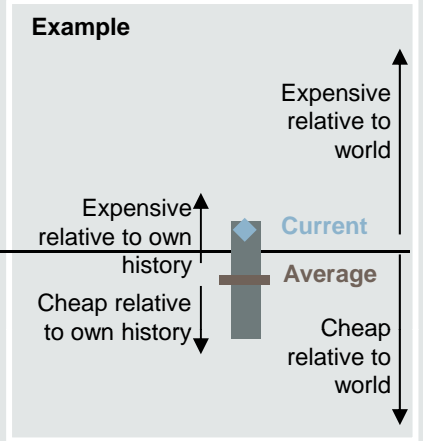 Example
Expensive
relative to
world
Expensive
relative to own
history
Current
Average
Cheap relative
to own history
Cheap
relative to
world